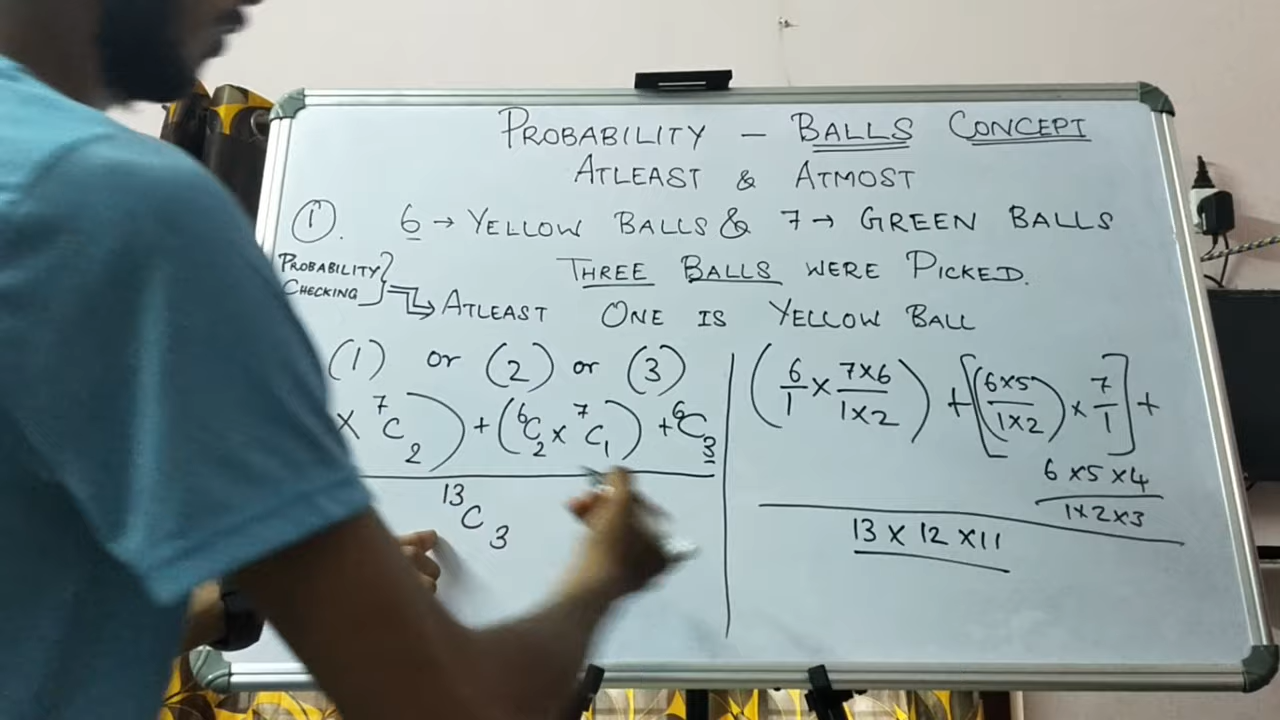 PROBABILITY – BALLS CONCEPT
ATLEAST & ATMOST
①. 6 → YELLOW BALLS & 7 → GREEN BALLS
PROBABILITY CHECKING } THREE BALLS WERE PICKED.
ATLEAST ONE IS YELLOW BALL
(1) or (2) or (3)
× ⁷C₂) + (⁶C₂ × ⁷C₁) + ⁶C₃
¹³C₃
(6/1 × 7×6/1×2) + [(6×5/1×2) × 7/1] +
6×5×4
1×2×3
13 × 12 × 11